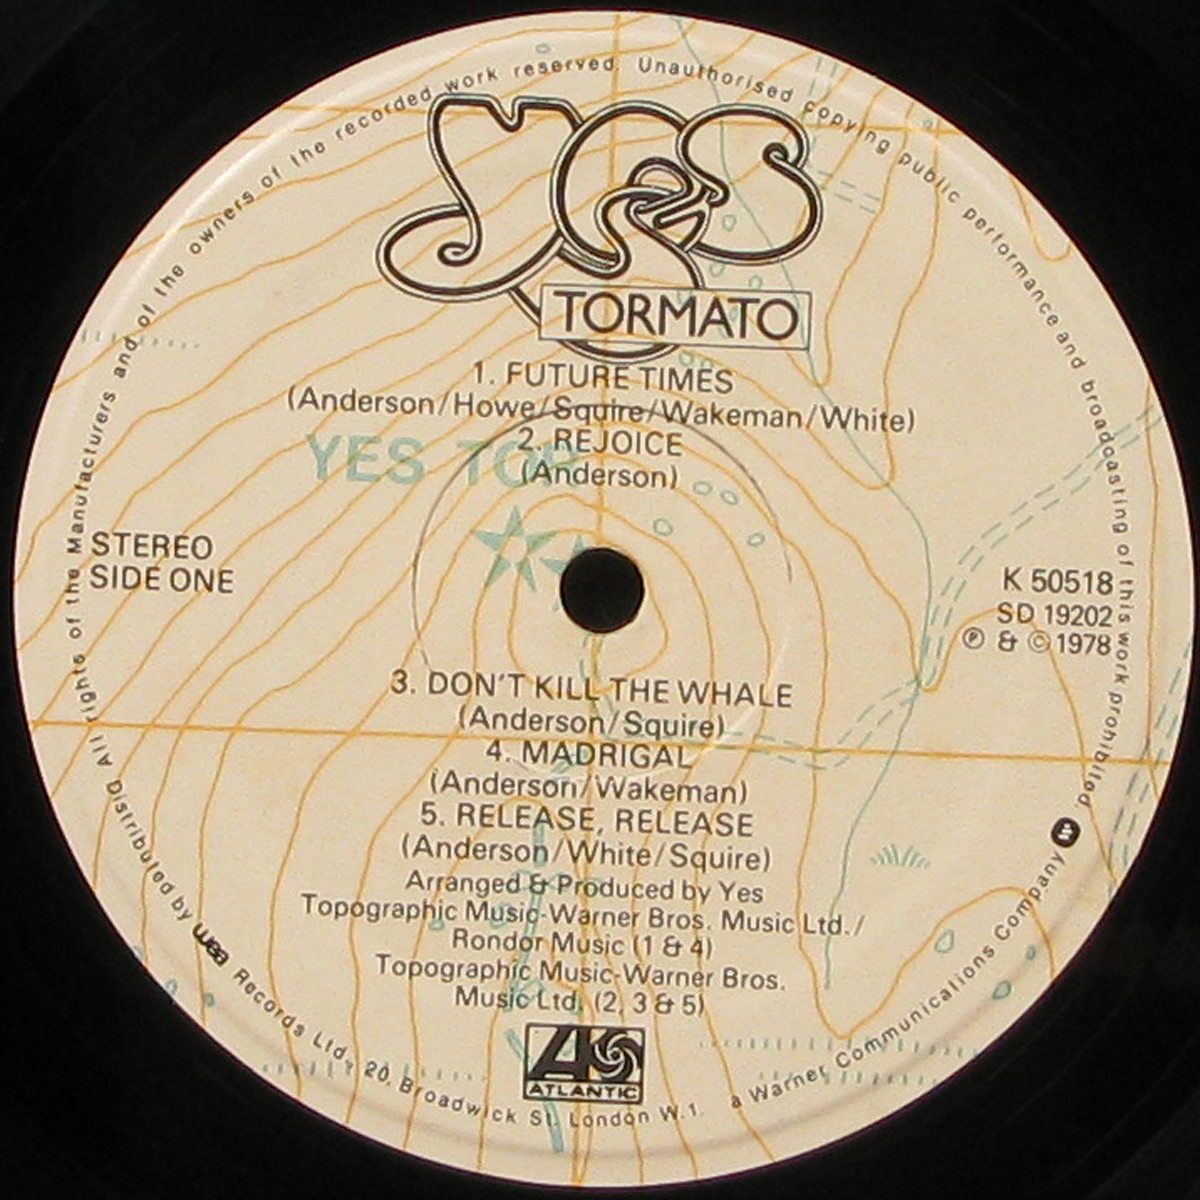 YES
TORMATO
1. FUTURE TIMES
(Anderson/Howe/Squire/Wakeman/White)
2. REJOICE
(Anderson)
YES TOR
STEREO
SIDE ONE
K 50518
SD 19202
℗ & © 1978
3. DON'T KILL THE WHALE
(Anderson/Squire)
4. MADRIGAL
(Anderson/Wakeman)
5. RELEASE, RELEASE
(Anderson/White/Squire)
Arranged & Produced by Yes
Topographic Music-Warner Bros. Music Ltd./
Rondor Music (1 & 4)
Topographic Music-Warner Bros.
Music Ltd. (2, 3 & 5)
ATLANTIC
All rights of the Manufacturers and of the owners of the recorded work reserved. Unauthorised copying public performance and broadcasting of this work prohibited.
Distributed by wea Records Ltd., 20, Broadwick St. London W.1. a Warner Communications Company